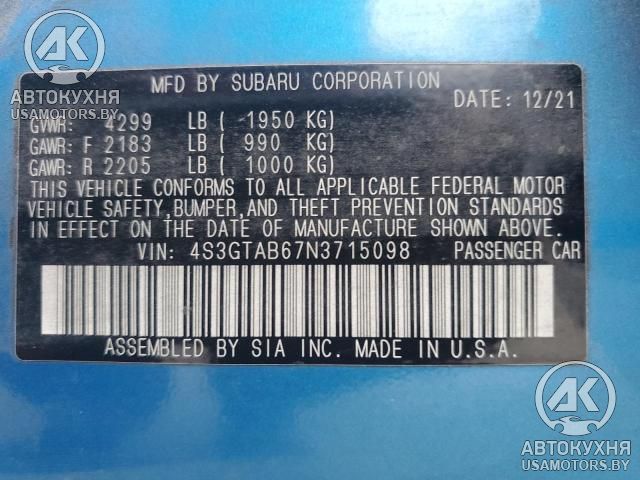 AK
АВТОКУХНЯ
USAMOTORS.BY
MFD BY SUBARU CORPORATION
DATE: 12/21
GVWR: 4299 LB ( 1950 KG)
GAWR: F 2183 LB ( 990 KG)
GAWR: R 2205 LB ( 1000 KG)
THIS VEHICLE CONFORMS TO ALL APPLICABLE FEDERAL MOTOR
VEHICLE SAFETY, BUMPER, AND THEFT PREVENTION STANDARDS
IN EFFECT ON THE DATE OF MANUFACTURE SHOWN ABOVE.
VIN: 4S3GTAB67N3715098 PASSENGER CAR
ASSEMBLED BY SIA INC. MADE IN U.S.A.
AK
АВТОКУХНЯ
USAMOTORS.BY